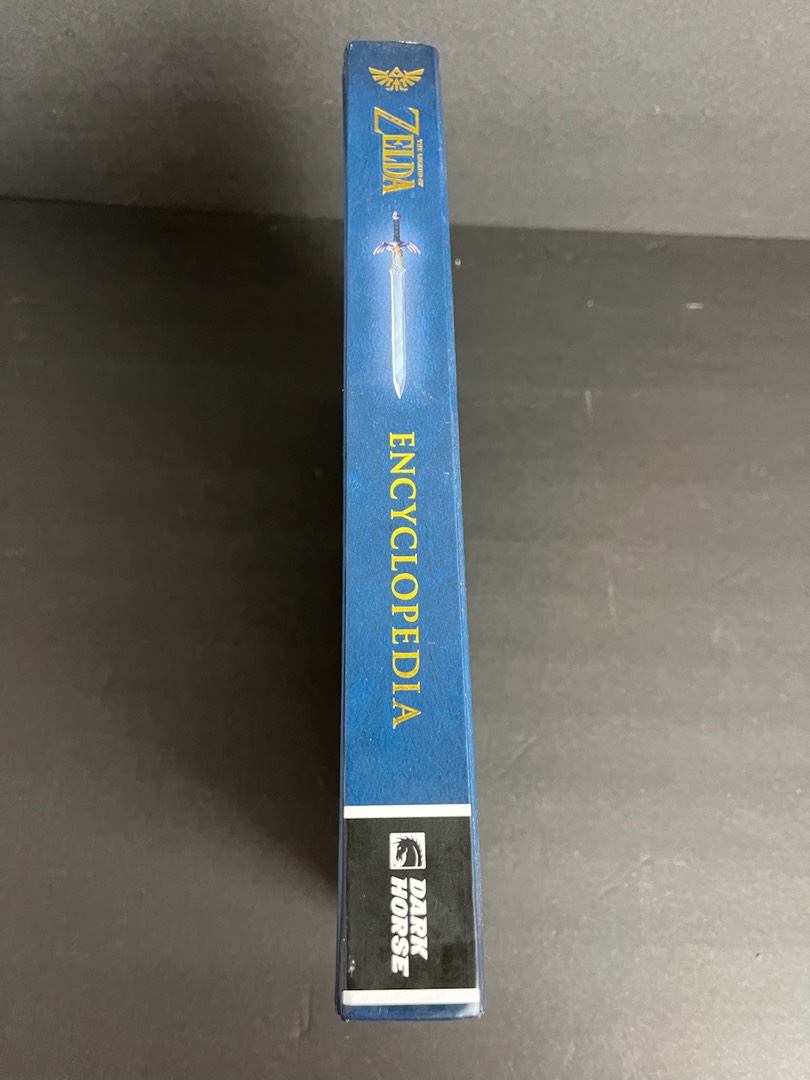 THE LEGEND OF
ZELDA
ENCYCLOPEDIA
DARK
HORSE